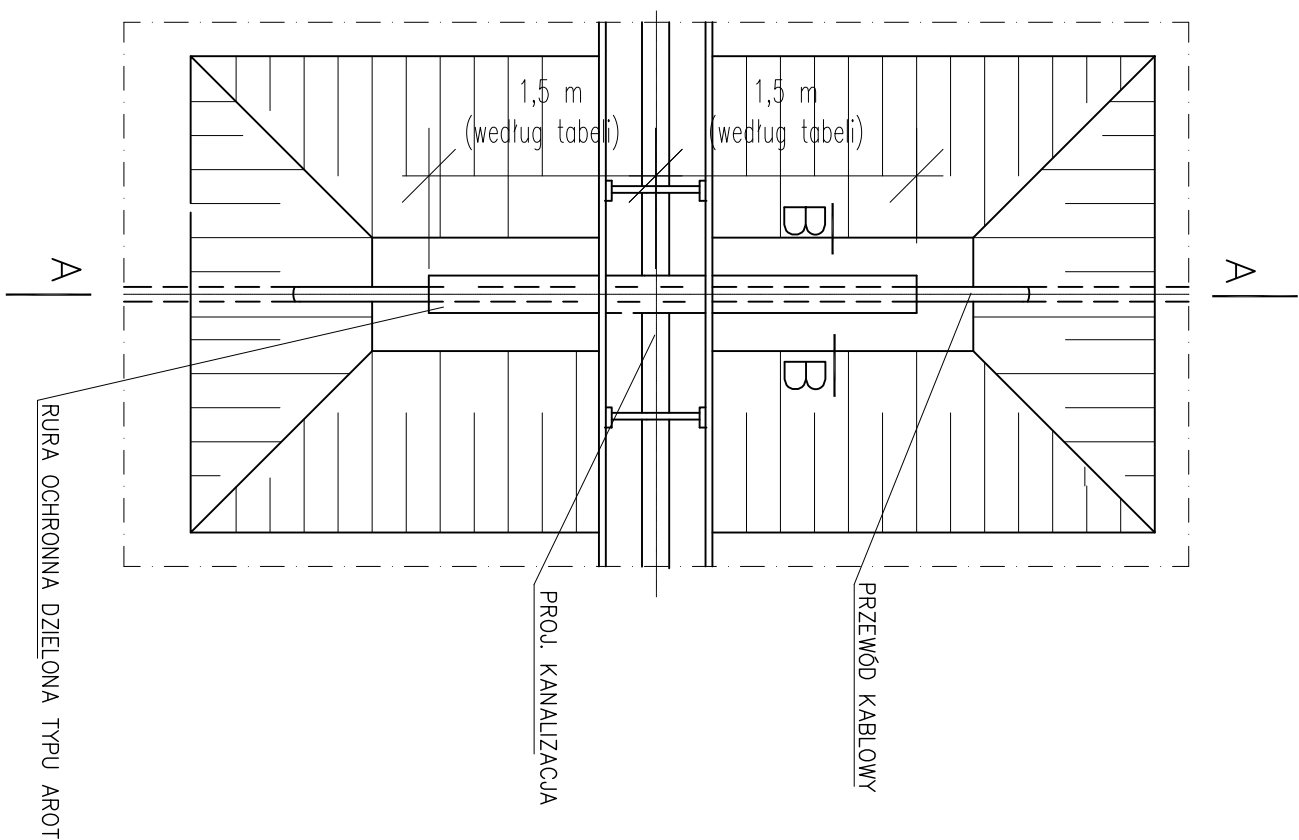 1,5 m
(według tabeli)
1,5 m
(według tabeli)
B
A
A
B
RURA OCHRONNA DZIELONA TYPU AROT
PROJ. KANALIZACJA
PRZEWÓD KABLOWY